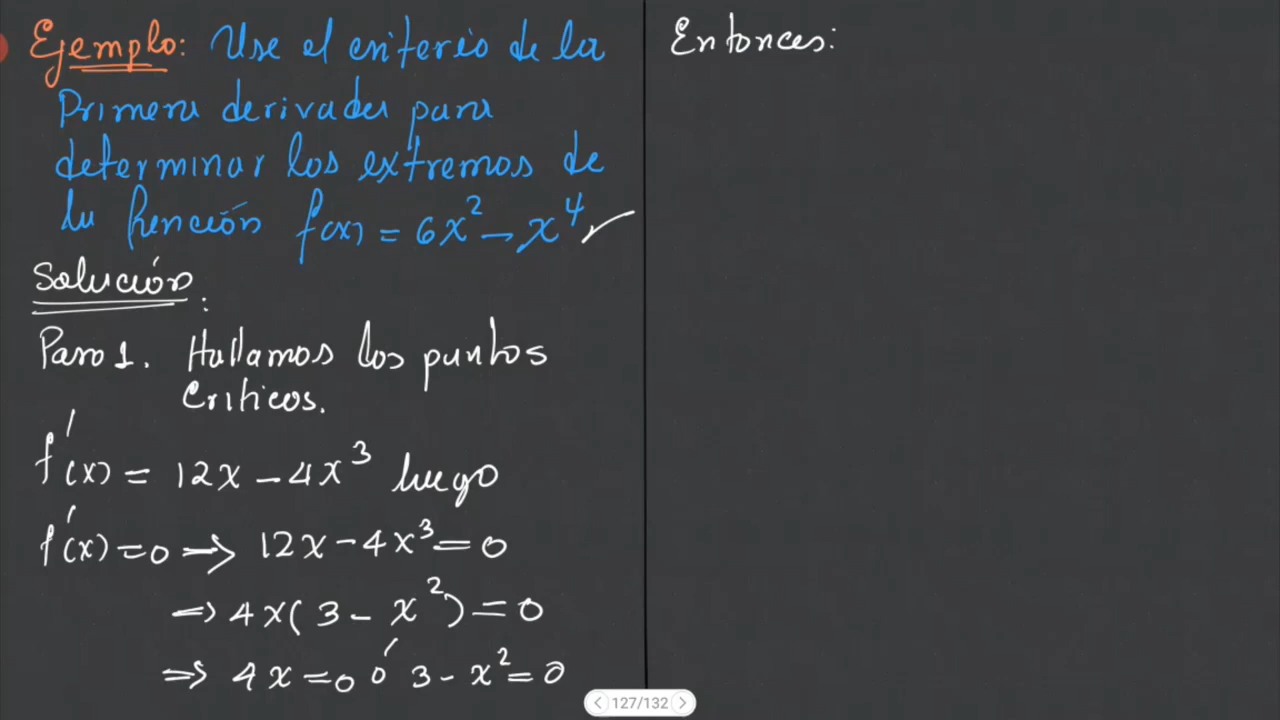 Ejemplo: Use el criterio de la
Primera derivada para
determinar los extremos de
la función f(x) = 6x² - x⁴
Solución:
Paso 1. Hallamos los puntos
Criticos.
f'(x) = 12x - 4x³ luego
f'(x) = 0 → 12x - 4x³ = 0
⇒ 4x(3 - x²) = 0
⇒ 4x = 0 ó 3 - x² = 0
Entonces:
127/132